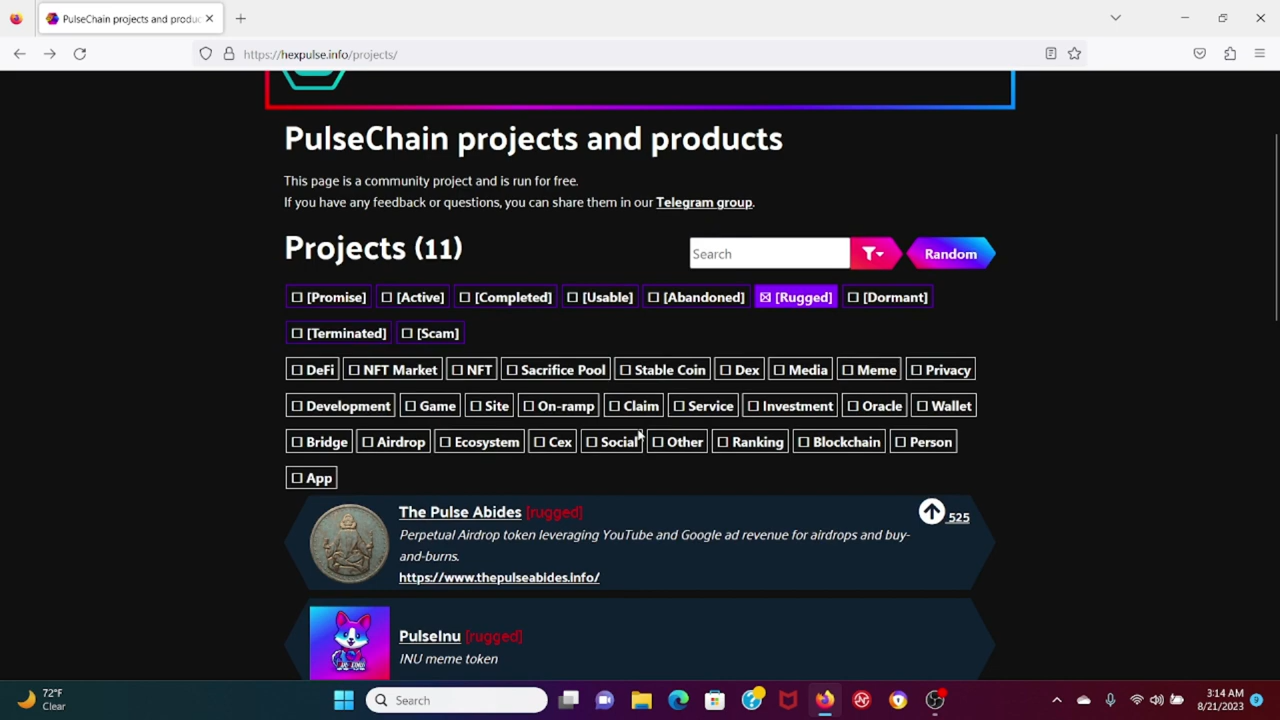 PulseChain projects and produc
https://hexpulse.info/projects/
PulseChain projects and products
This page is a community project and is run for free.
If you have any feedback or questions, you can share them in our Telegram group.
Projects (11)
Search
Random
[Promise] [Active] [Completed] [Usable] [Abandoned] [Rugged] [Dormant]
[Terminated] [Scam]
DeFi NFT Market NFT Sacrifice Pool Stable Coin Dex Media Meme Privacy
Development Game Site On-ramp Claim Service Investment Oracle Wallet
Bridge Airdrop Ecosystem Cex Social Other Ranking Blockchain Person
App
The Pulse Abides [rugged]
525
Perpetual Airdrop token leveraging YouTube and Google ad revenue for airdrops and buy-
and-burns.
https://www.thepulseabides.info/
PulseInu [rugged]
INU meme token
72°F
Clear
Search
3:14 AM
8/21/2023